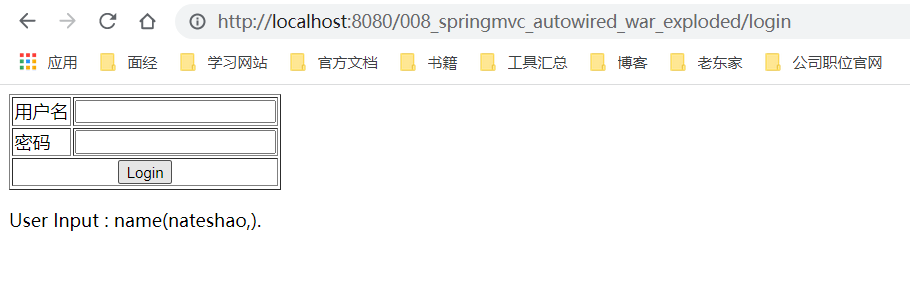 http://localhost:8080/008_springmvc_autowired_war_exploded/login
应用 面经 学习网站 官方文档 书籍 工具汇总 博客 老东家 公司职位官网
用户名
密码
Login
User Input : name(nateshao,).